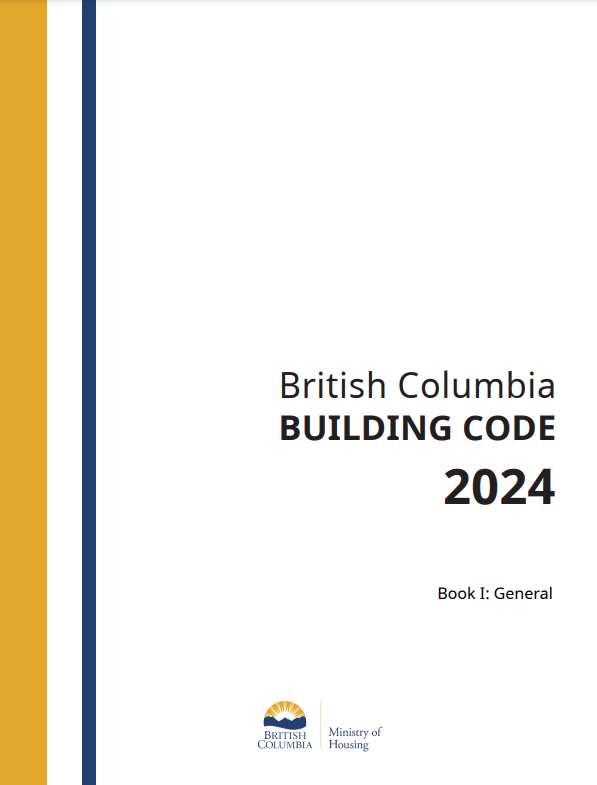 British Columbia
BUILDING CODE
2024
Book I: General
BRITISH
COLUMBIA
Ministry of
Housing